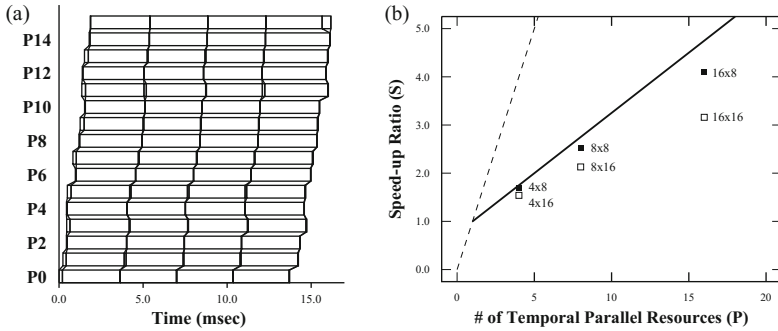 (a)
P14
P12
P10
P8
P6
P4
P2
P0
0.0 5.0 10.0 15.0
Time (msec)
(b)
Speed-up Ratio (S)
5.0
4.0
3.0
2.0
1.0
0.0
16x8
16x16
8x8
8x16
4x8
4x16
0 5 10 15 20
# of Temporal Parallel Resources (P)